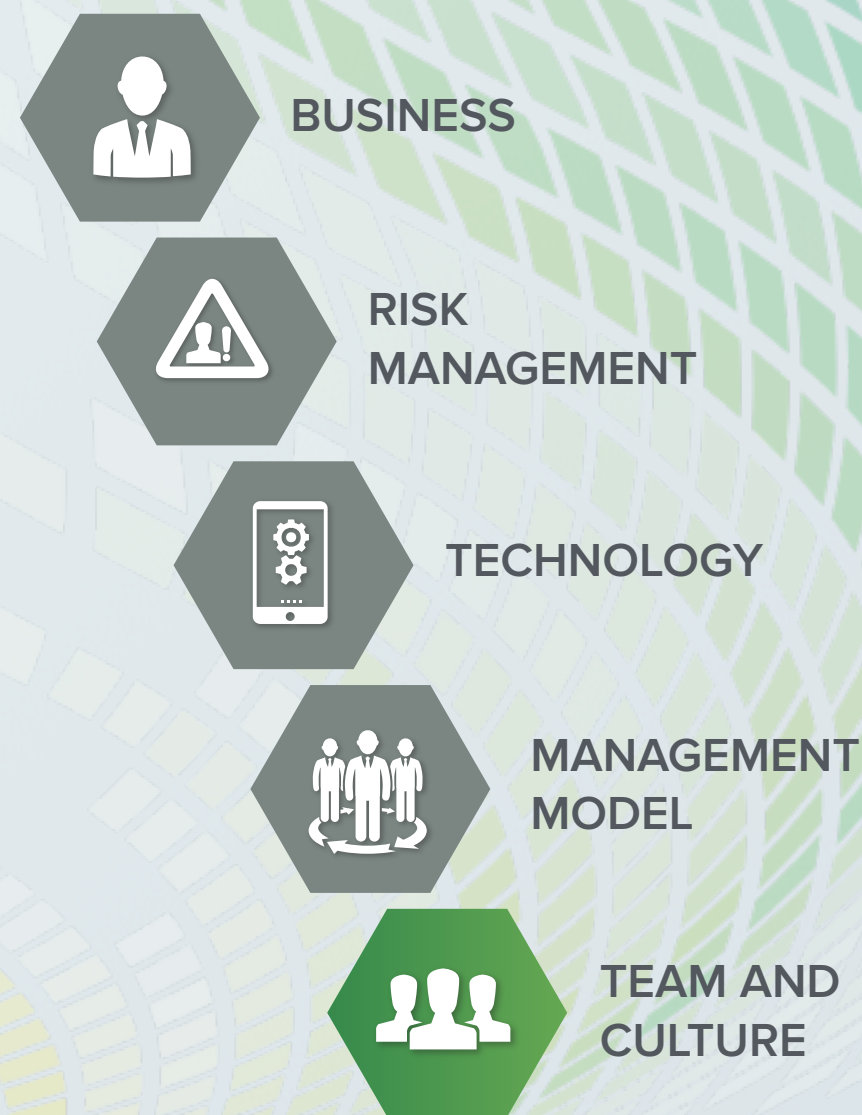 BUSINESS
RISK
MANAGEMENT
TECHNOLOGY
MANAGEMENT
MODEL
TEAM AND
CULTURE